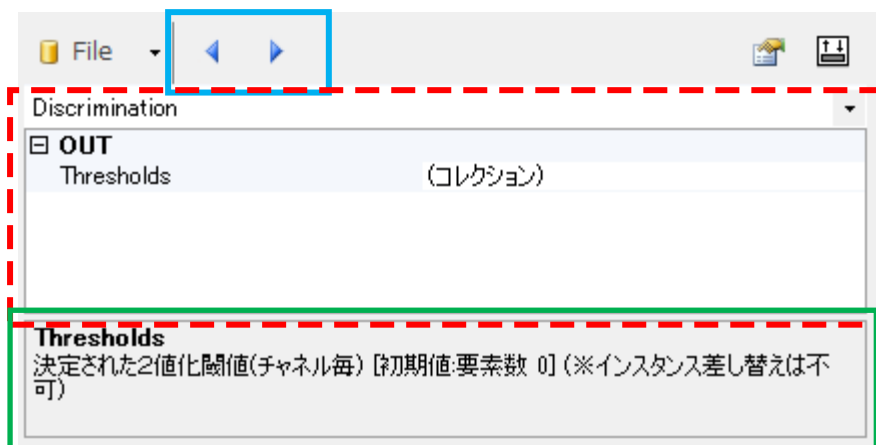 File
Discrimination
OUT
Thresholds (コレクション)
Thresholds
決定された2値化閾値(チャネル毎) [初期値:要素数 0] (※インスタンス差し替えは不
可)